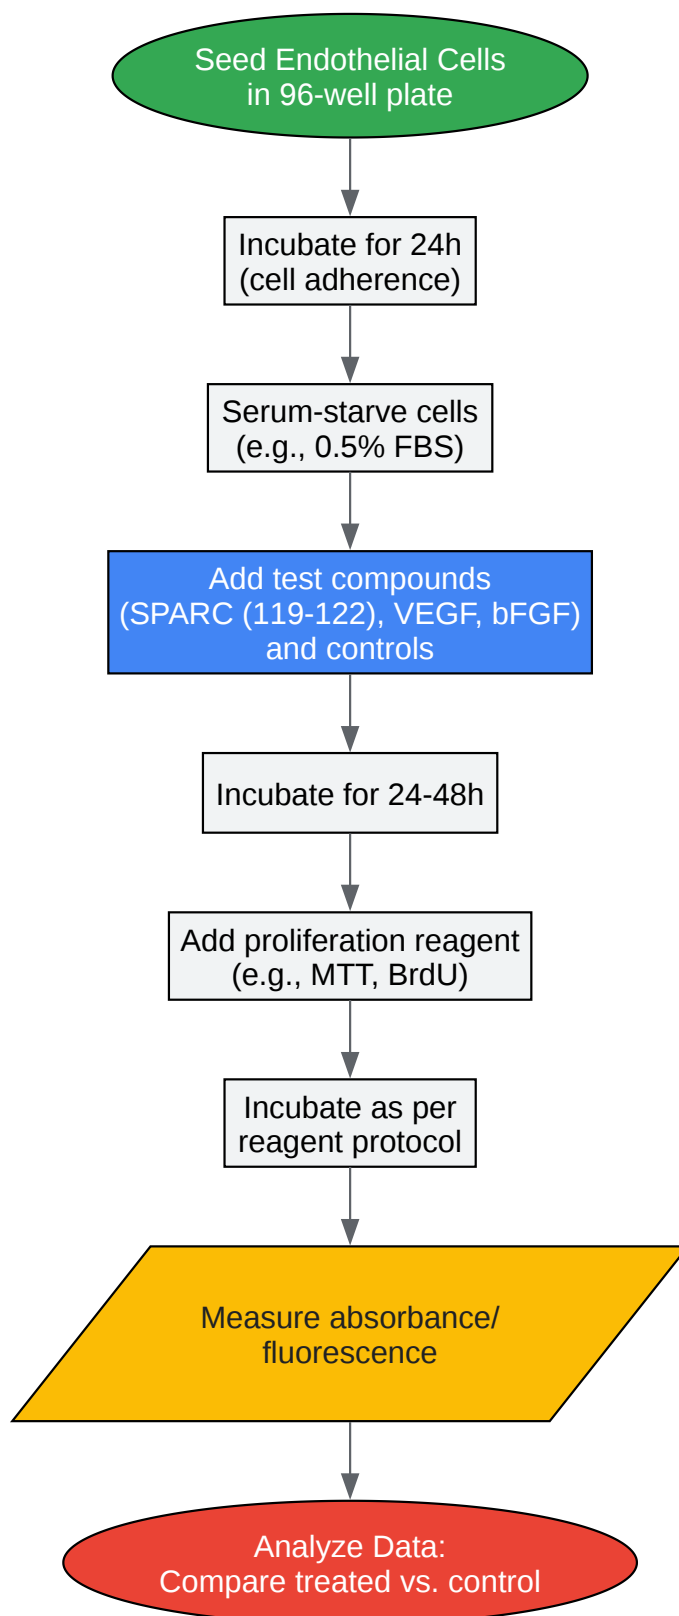 Seed Endothelial Cells
in 96-well plate
Incubate for 24h
(cell adherence)
Serum-starve cells
(e.g., 0.5% FBS)
Add test compounds
(SPARC (119-122), VEGF, bFGF)
and controls
Incubate for 24-48h
Add proliferation reagent
(e.g., MTT, BrdU)
Incubate as per
reagent protocol
Measure absorbance/
fluorescence
Analyze Data:
Compare treated vs. control